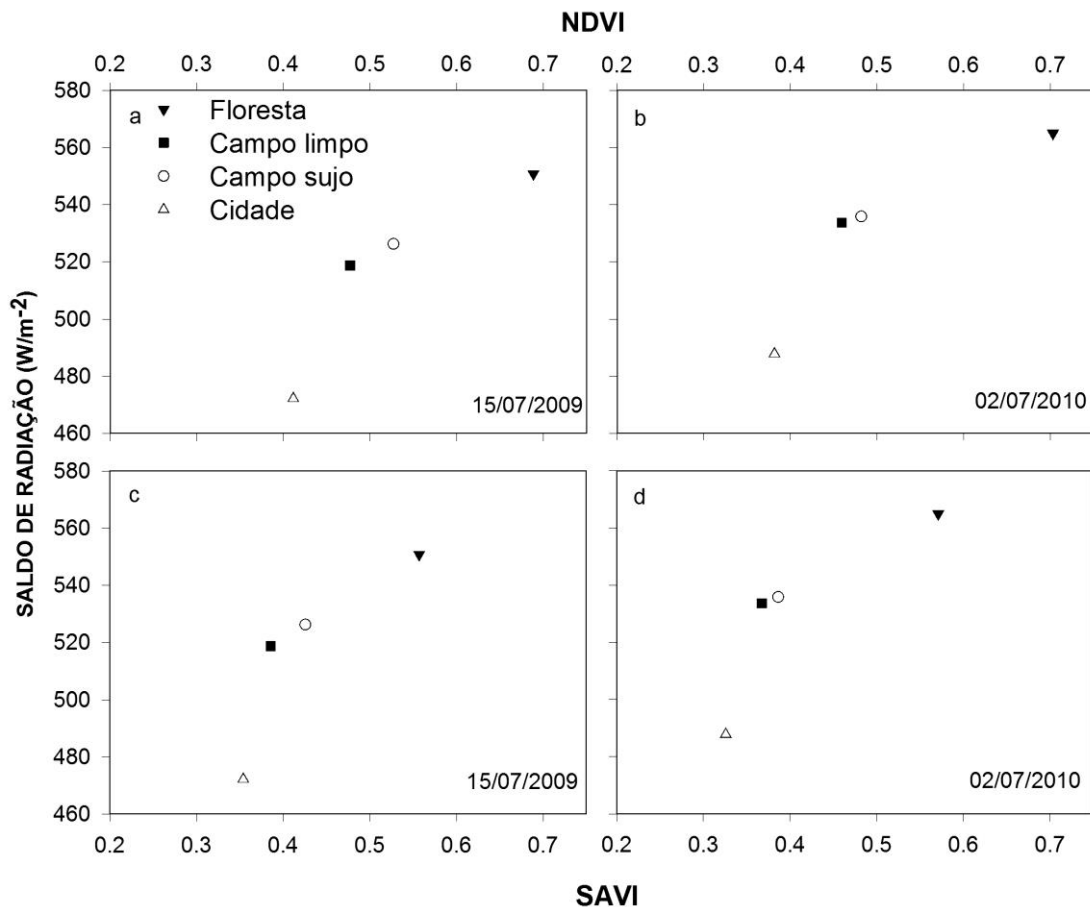 NDVI
0.2 0.3 0.4 0.5 0.6 0.7 0.2 0.3 0.4 0.5 0.6 0.7
580
560
540
520
500
480
460
a
Floresta
Campo limpo
Campo sujo
Cidade
15/07/2009
b
02/07/2010
SALDO DE RADIAÇÃO (W/m-2)
580
560
540
520
500
480
460
c
15/07/2009
d
02/07/2010
0.2 0.3 0.4 0.5 0.6 0.7 0.2 0.3 0.4 0.5 0.6 0.7
SAVI